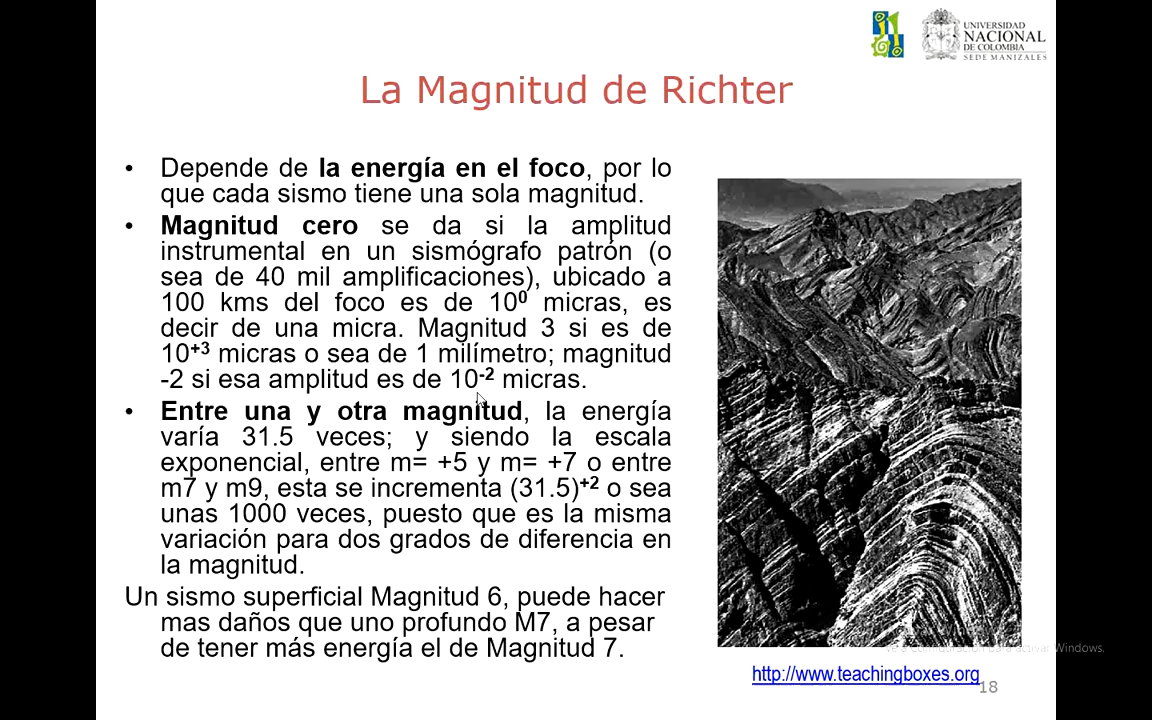 UNIVERSIDAD
NACIONAL
DE COLOMBIA
SEDE MANIZALES
La Magnitud de Richter
• Depende de la energía en el foco, por lo
que cada sismo tiene una sola magnitud.
• Magnitud cero se da si la amplitud
instrumental en un sismógrafo patrón (o
sea de 40 mil amplificaciones), ubicado a
100 kms del foco es de 10⁰ micras, es
decir de una micra. Magnitud 3 si es de
10⁺³ micras o sea de 1 milímetro; magnitud
-2 si esa amplitud es de 10⁻² micras.
• Entre una y otra magnitud, la energía
varía 31.5 veces; y siendo la escala
exponencial, entre m= +5 y m= +7 o entre
m7 y m9, esta se incrementa (31.5)⁺² o sea
unas 1000 veces, puesto que es la misma
variación para dos grados de diferencia en
la magnitud.
Un sismo superficial Magnitud 6, puede hacer
mas daños que uno profundo M7, a pesar
de tener más energía el de Magnitud 7.
Ve a Configuración para activar Windows.
http://www.teachingboxes.org
18